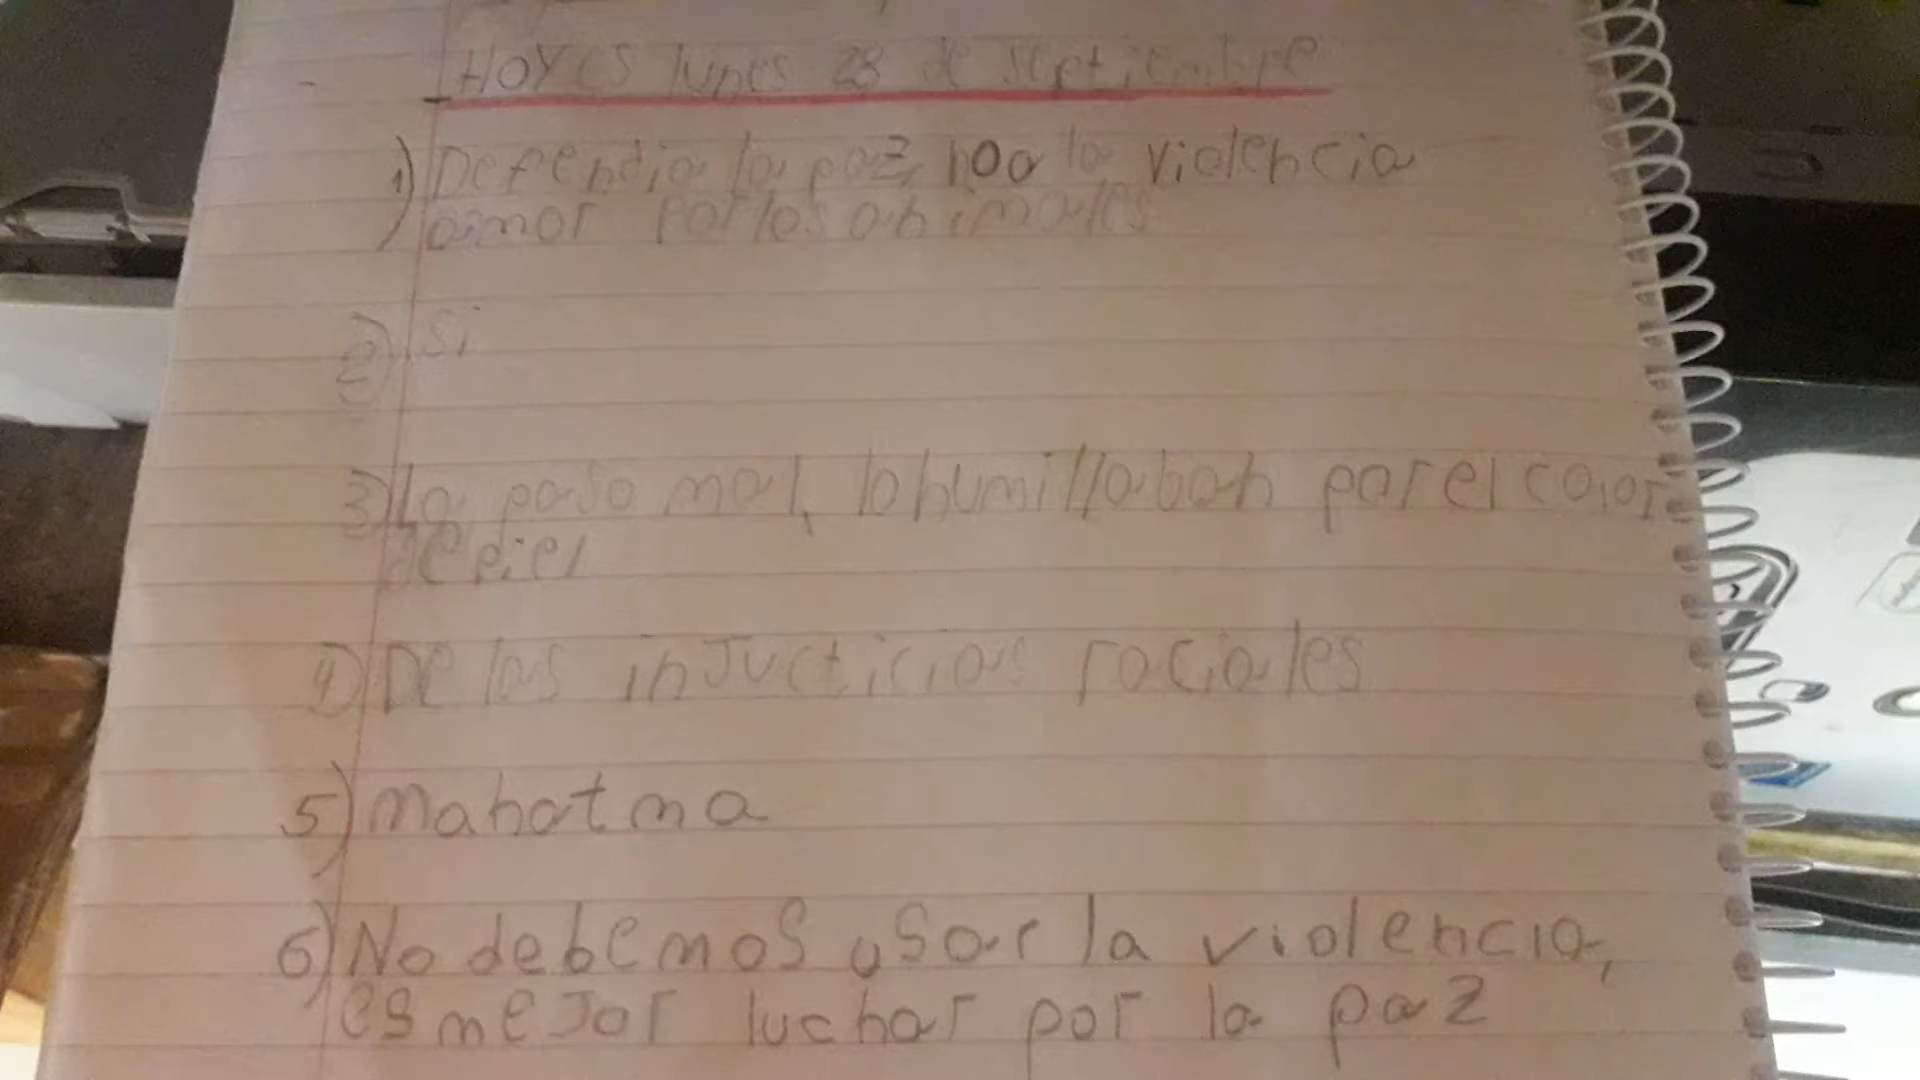 HOY es lunes 28 de septiembre
1) Defendia la paz, no a la violencia
amor por los animales
2) Si
3) La paso mal, lo humillaban por el color
de piel
4) De las injucticias raciales
5) Mahatma
6) No debemos usar la violencia,
es mejor luchar por la paz